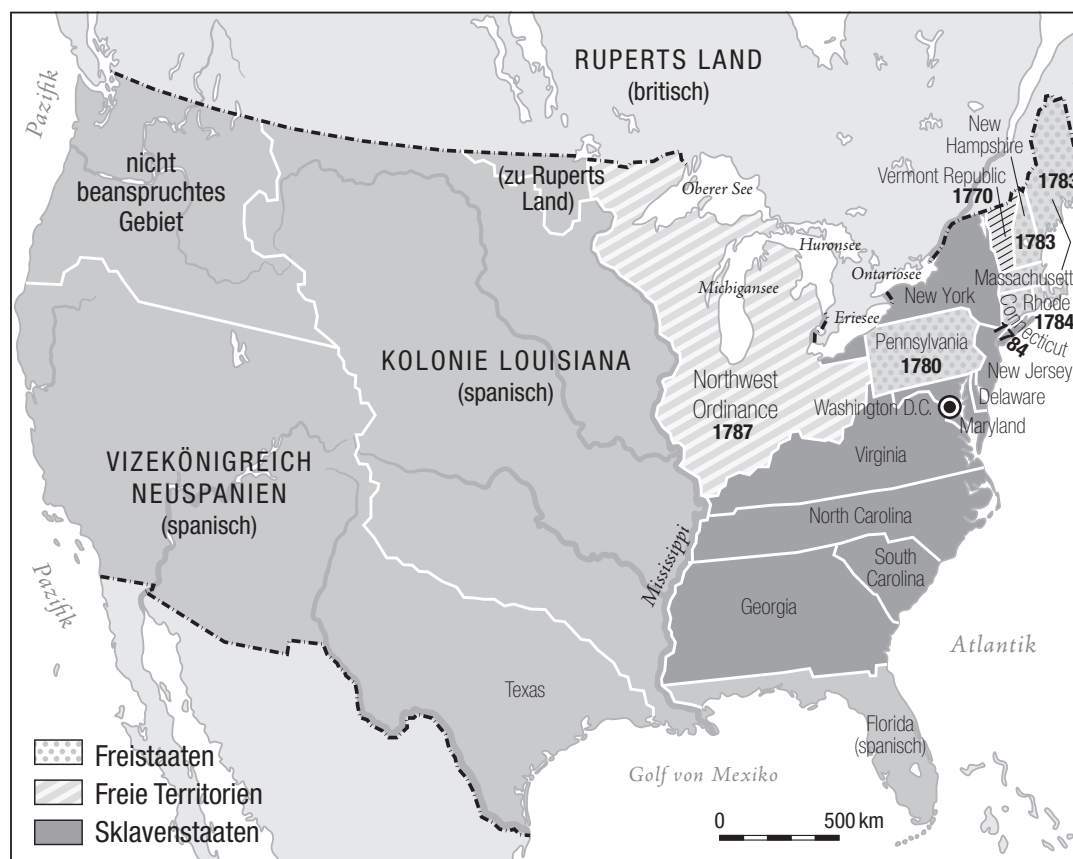 RUPERTS LAND
(britisch)
Pazifik
nicht
beanspruchtes
Gebiet
(zu Ruperts
Land)
Oberer See
New
Hampshire
Vermont Republic
1770
1783
1783
Huronsee
Michigansee
Ontariosee
Eriesee
New York
Massachusett
Rhode
1784
Connecticut
1784
Pennsylvania
1780
New Jersey
Delaware
Washington D.C.
Maryland
KOLONIE LOUISIANA
(spanisch)
Northwest
Ordinance
1787
Virginia
VIZEKÖNIGREICH
NEUSPANIEN
(spanisch)
North Carolina
South
Carolina
Mississippi
Georgia
Pazifik
Atlantik
Texas
Florida
(spanisch)
Golf von Mexiko
Freistaaten
Freie Territorien
Sklavenstaaten
0 500 km